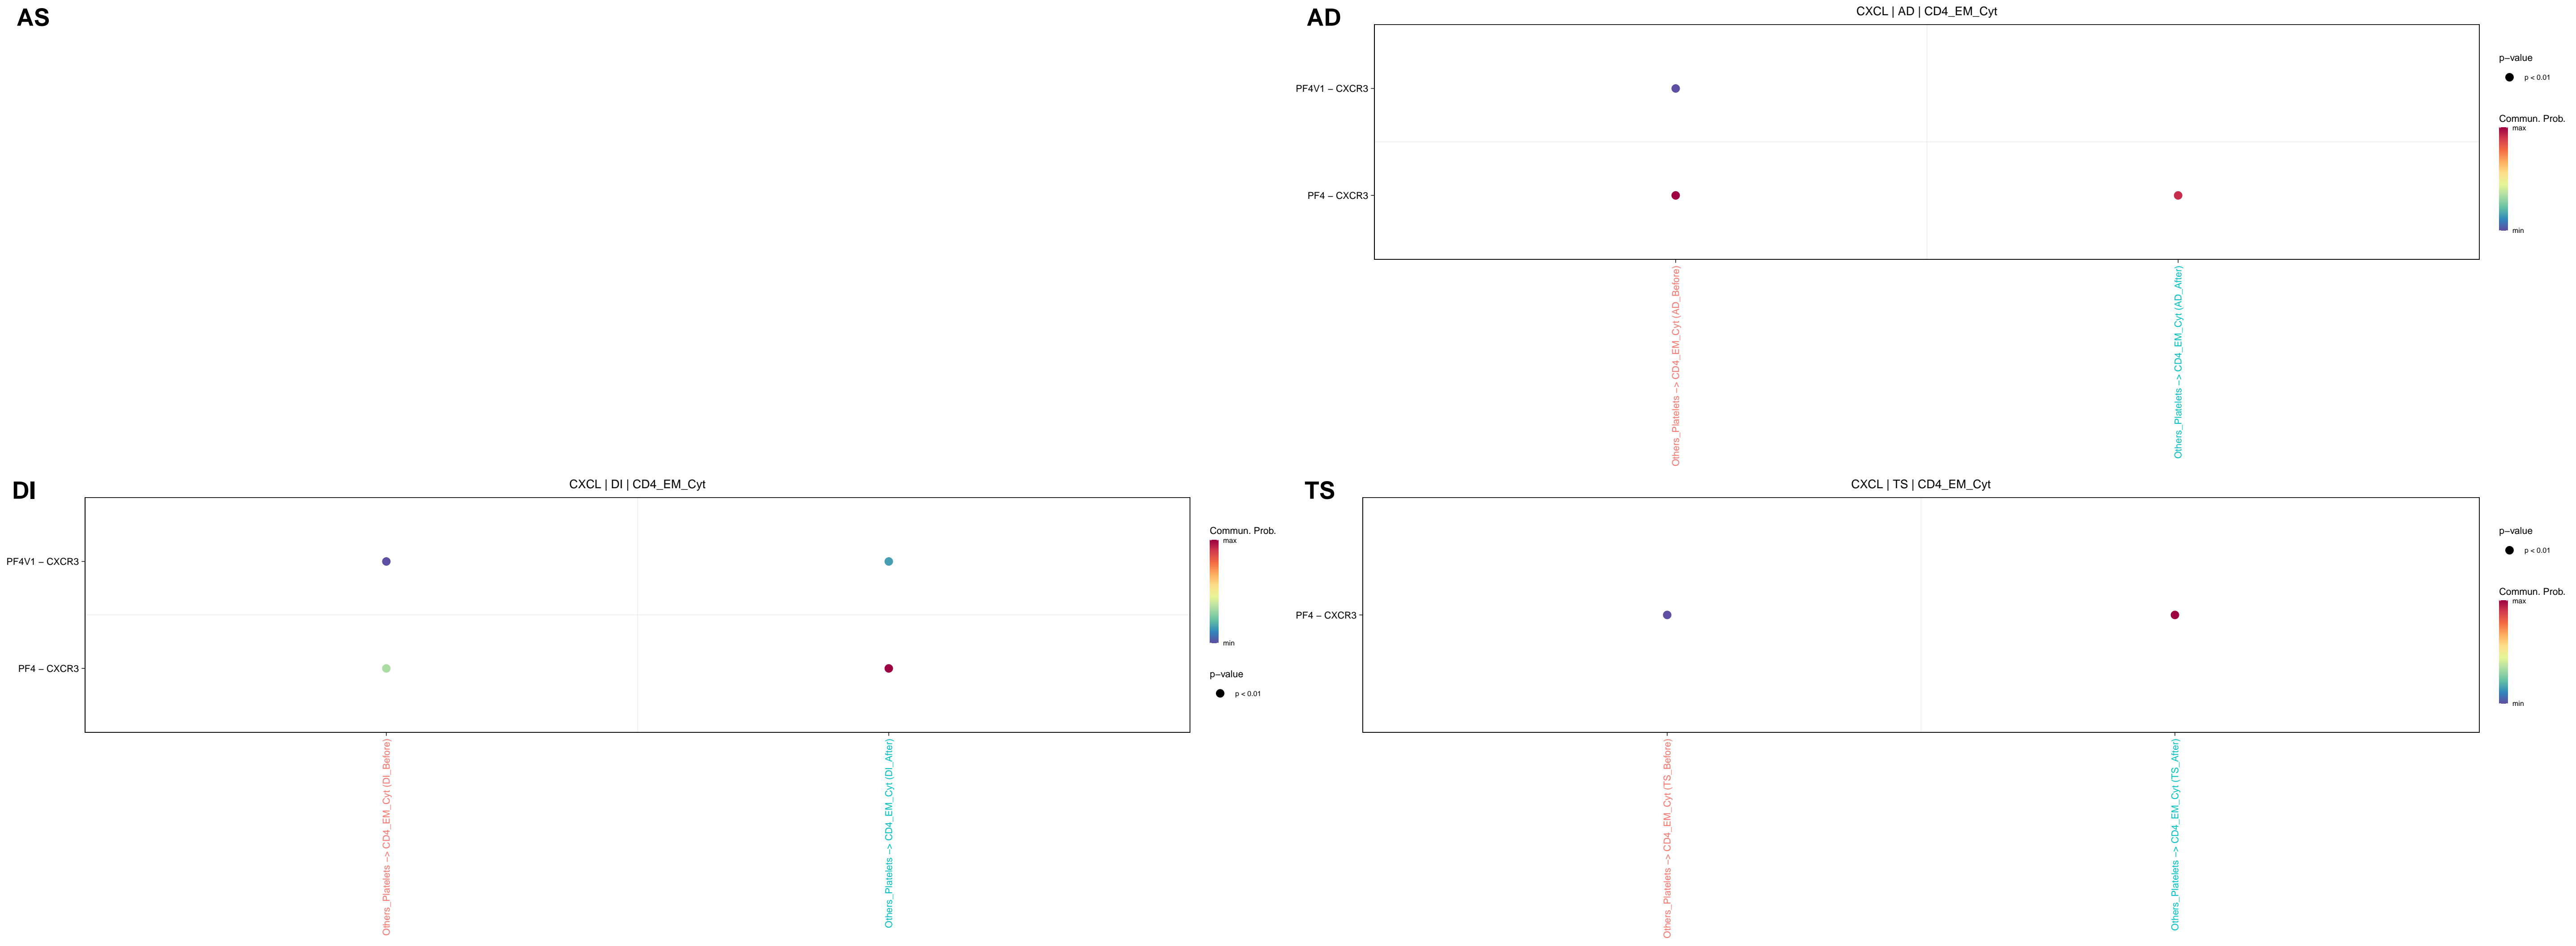 AS
AD
CXCL | AD | CD4_EM_Cyt
PF4V1 – CXCR3
PF4 – CXCR3
Others_Platelets –> CD4_EM_Cyt (AD_Before)
Others_Platelets –> CD4_EM_Cyt (AD_After)
p–value
p < 0.01
Commun. Prob.
max
min
DI
CXCL | DI | CD4_EM_Cyt
PF4V1 – CXCR3
PF4 – CXCR3
Others_Platelets –> CD4_EM_Cyt (DI_Before)
Others_Platelets –> CD4_EM_Cyt (DI_After)
Commun. Prob.
max
min
p–value
p < 0.01
TS
CXCL | TS | CD4_EM_Cyt
PF4 – CXCR3
Others_Platelets –> CD4_EM_Cyt (TS_Before)
Others_Platelets –> CD4_EM_Cyt (TS_After)
p–value
p < 0.01
Commun. Prob.
max
min